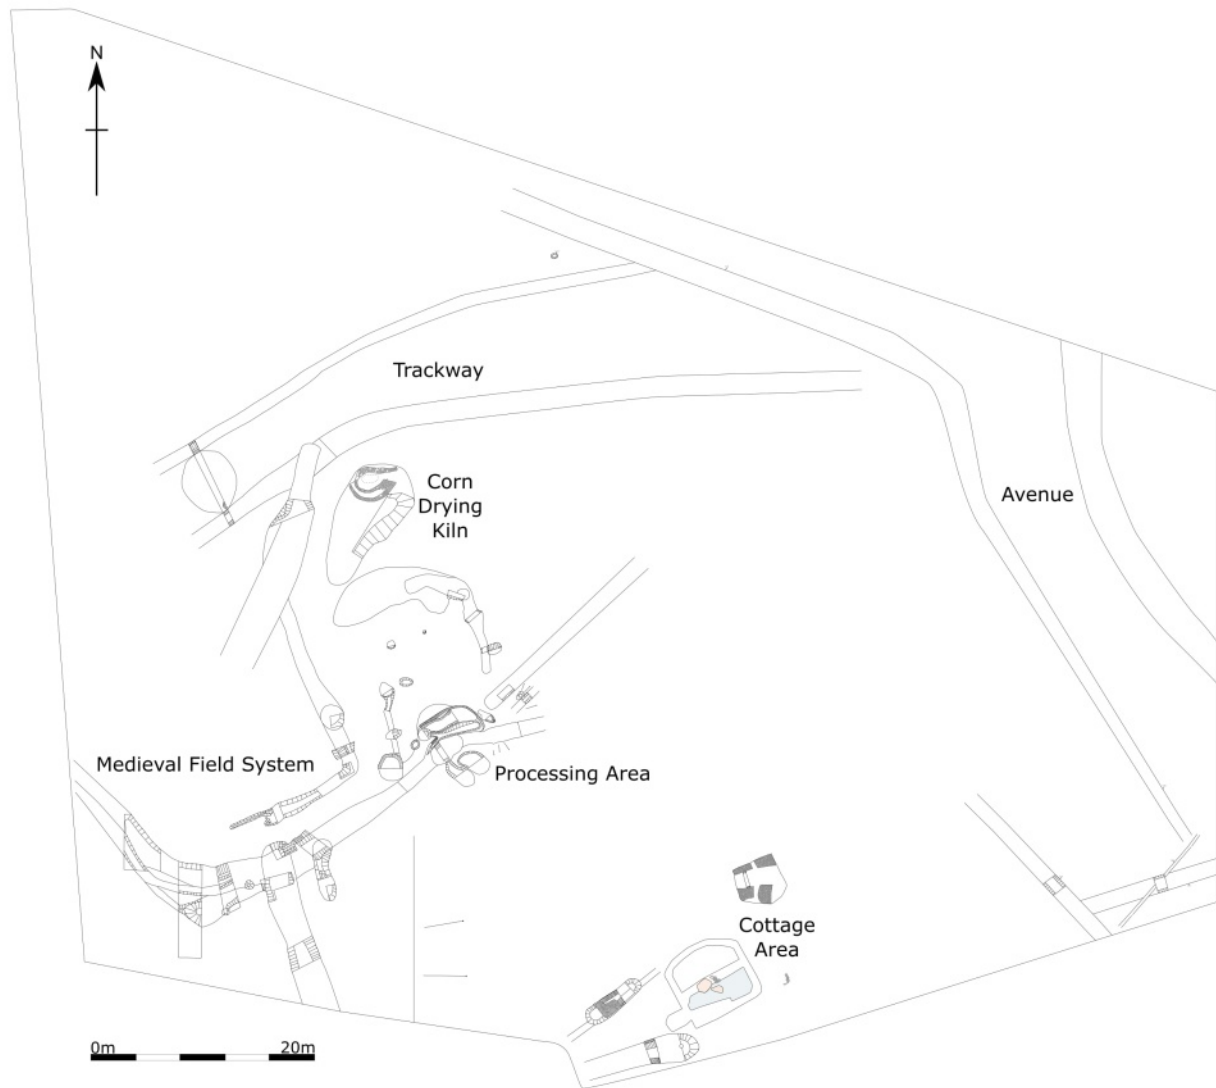 N
Trackway
Corn
Drying
Kiln
Avenue
Medieval Field System
Processing Area
Cottage
Area
0m 20m